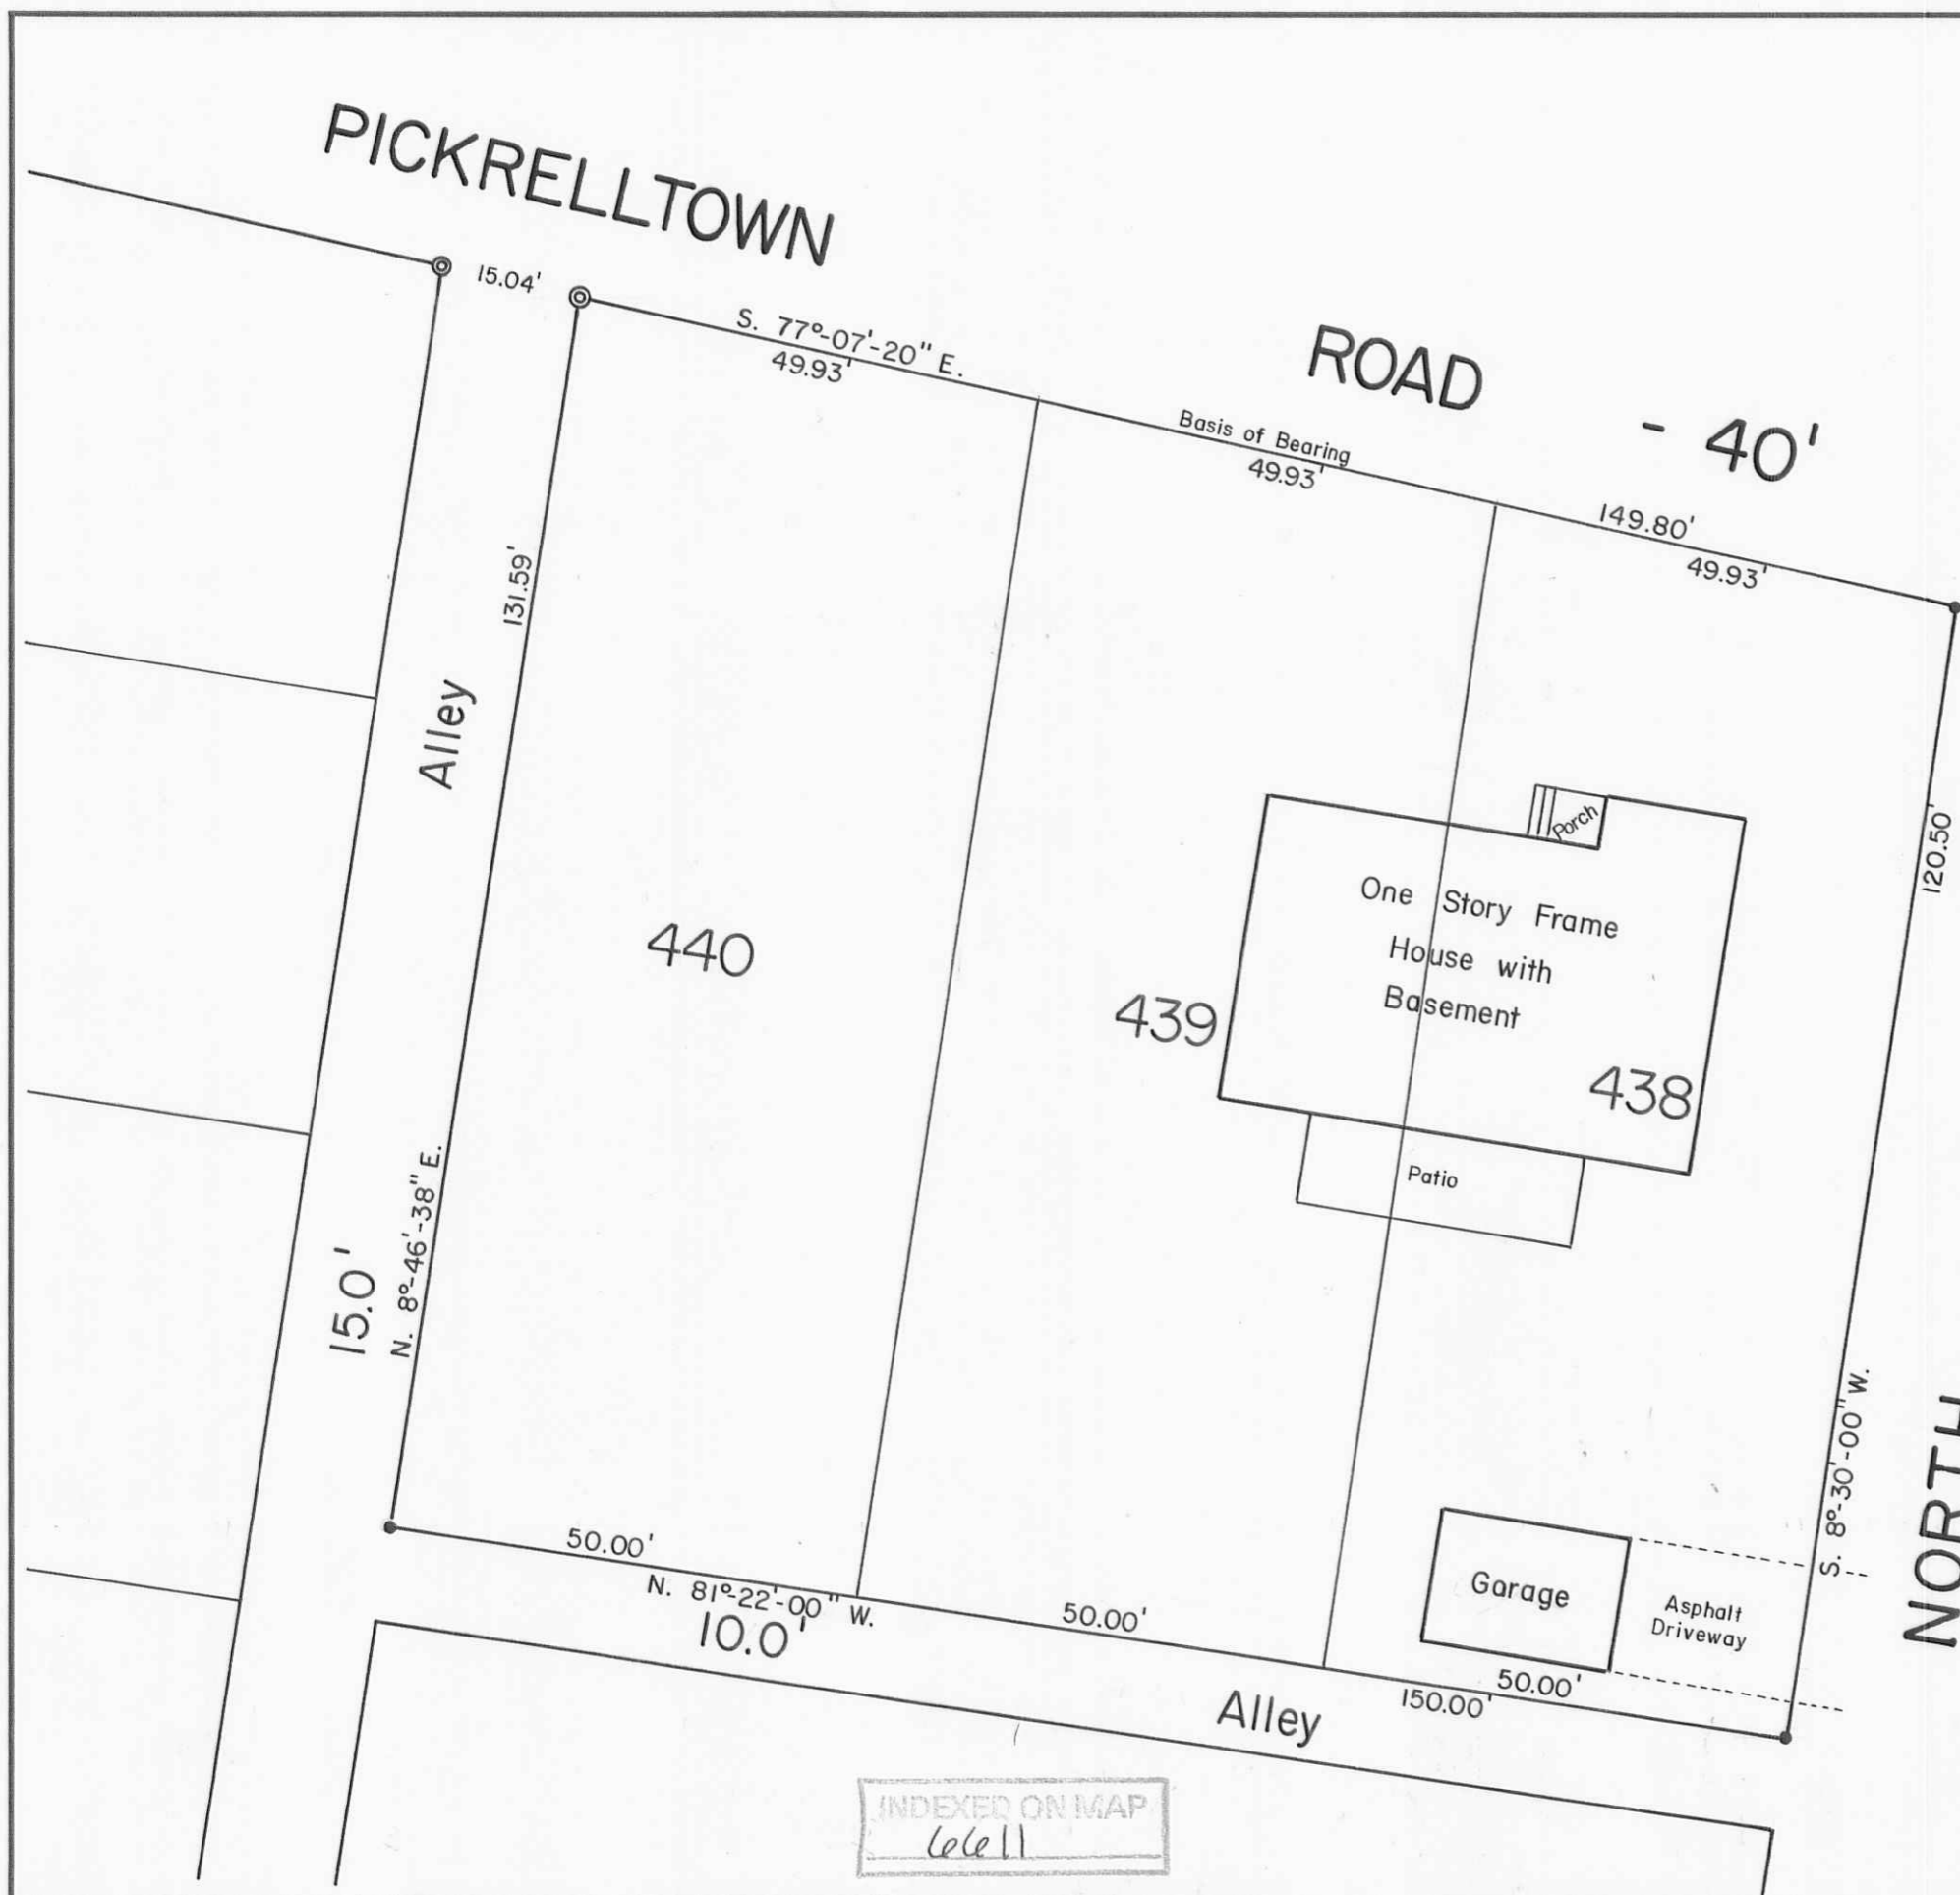 PICKRELLTOWN
15.04'
S. 77°-07'-20" E.
49.93'
ROAD
- 40'
Basis of Bearing
49.93'
149.80'
49.93'
131.59'
Alley
Porch
120.50'
One Story Frame
House with
Basement
440
439
438
Patio
N. 8°-46'-38" E.
15.0'
S. 8°-30'-00" W.
NORTH
50.00'
N. 81°-22'-00" W.
10.0'
50.00'
Garage
Asphalt
Driveway
50.00'
150.00'
Alley
INDEXED ON MAP
6611